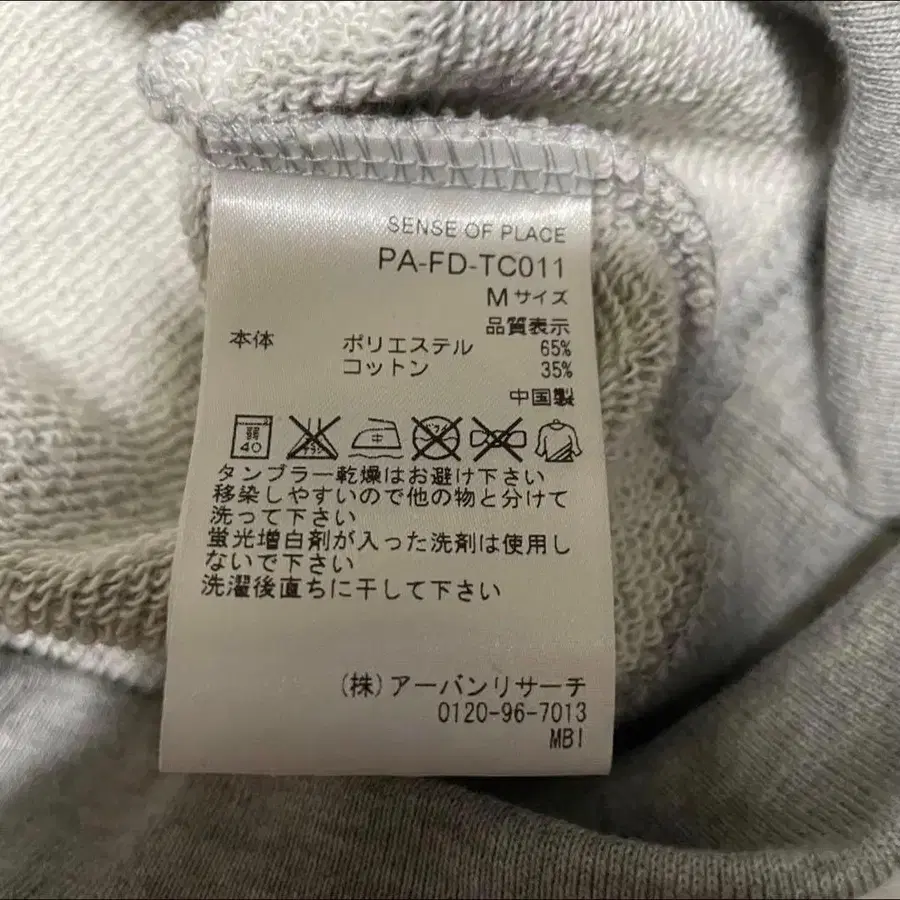 SENSE OF PLACE
PA-FD-TC011
Mサイズ
品質表示
本体 ポリエステル 65%
コットン 35%
中国製
弱 40 中
タンブラー乾燥はお避け下さい
移染しやすいので他の物と分けて
洗って下さい
蛍光増白剤が入った洗剤は使用し
ないで下さい
洗濯後直ちに干して下さい
(株)アーバンリサーチ
0120-96-7013
MBI